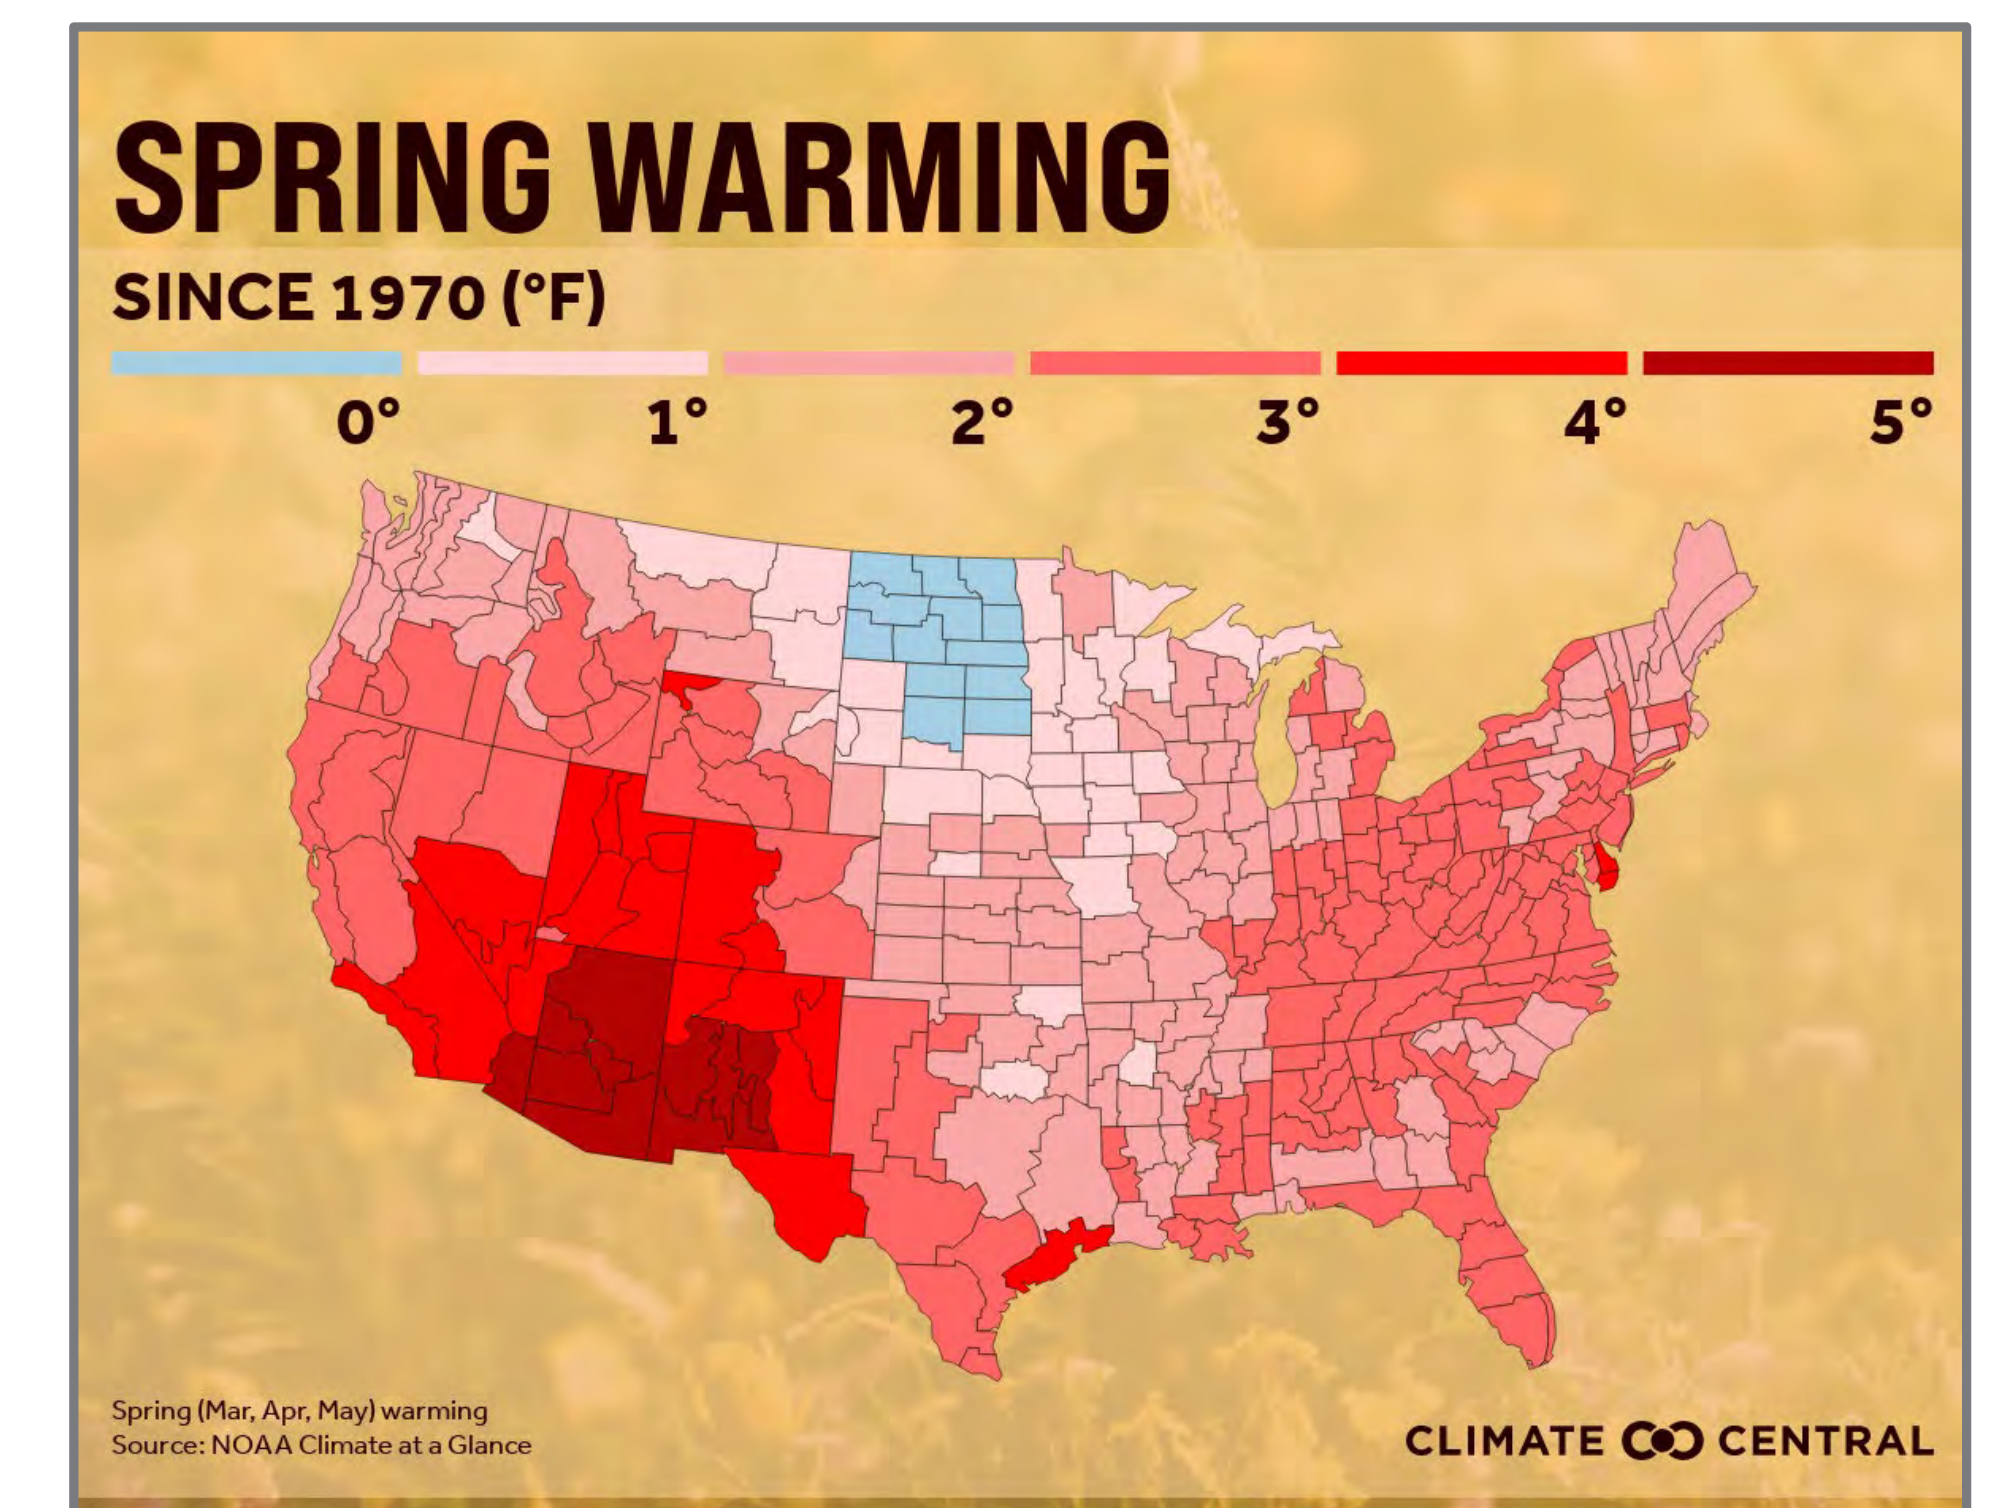 SPRING WARMING
SINCE 1970 (°F)
0° 1° 2° 3° 4° 5°
Spring (Mar, Apr, May) warming
Source: NOAA Climate at a Glance
CLIMATE CENTRAL